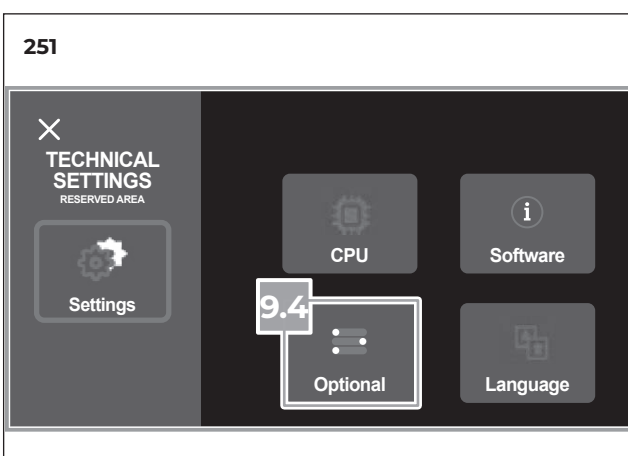 251
TECHNICAL
SETTINGS
RESERVED AREA
Settings
CPU
Software
9.4
Optional
Language